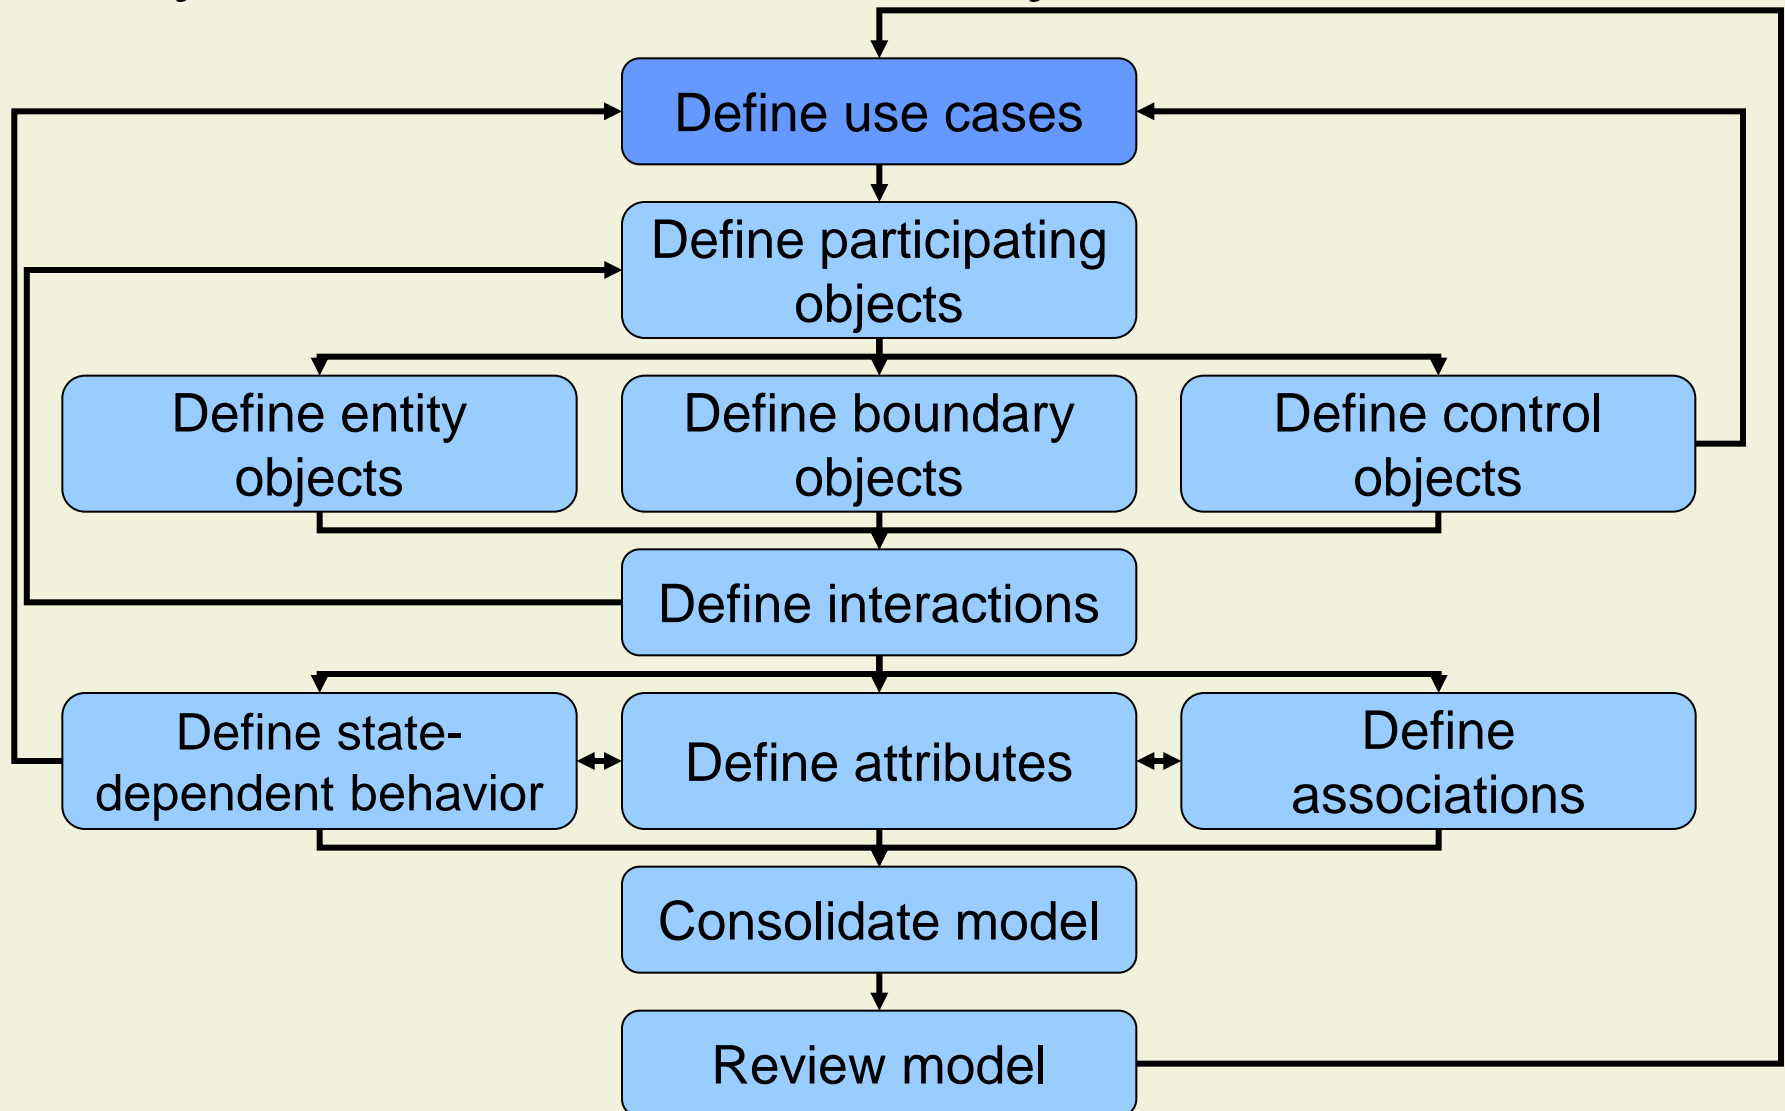 Define use cases
Define participating
objects
Define entity
objects
Define boundary
objects
Define control
objects
Define interactions
Define state-
dependent behavior
Define attributes
Define
associations
Consolidate model
Review model